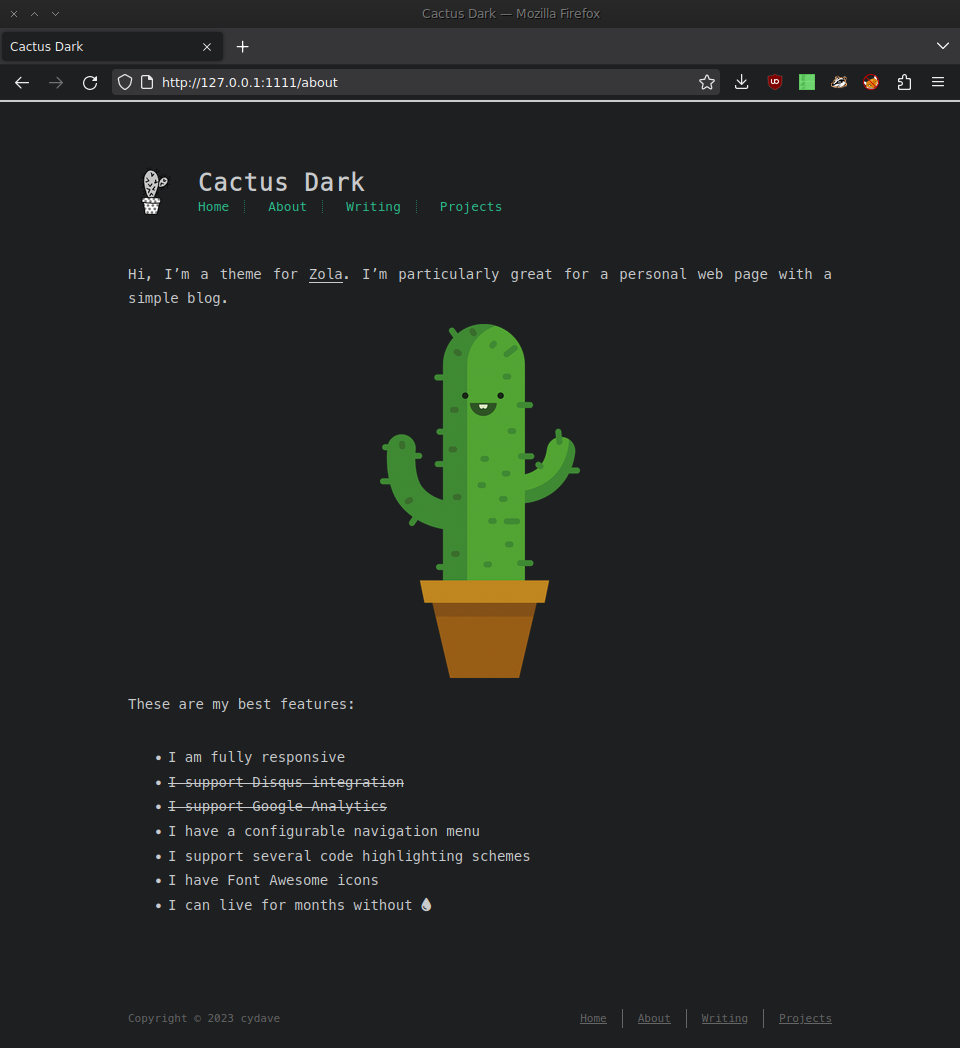 Cactus Dark — Mozilla Firefox
Cactus Dark
http://127.0.0.1:1111/about
Cactus Dark
Home About Writing Projects
Hi, I’m a theme for Zola. I’m particularly great for a personal web page with a
simple blog.
These are my best features:
• I am fully responsive
• I support Disqus integration
• I support Google Analytics
• I have a configurable navigation menu
• I support several code highlighting schemes
• I have Font Awesome icons
• I can live for months without
Copyright © 2023 cydave Home About Writing Projects